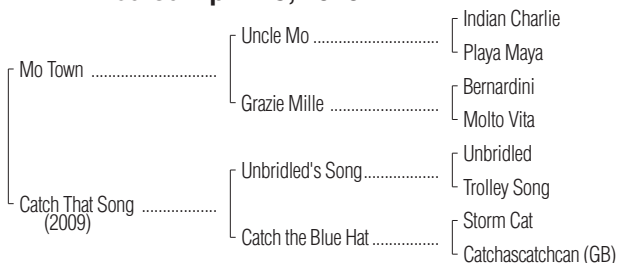 Indian Charlie
Uncle Mo
Playa Maya
Mo Town
Bernardini
Grazie Mille
Molto Vita
Unbridled
Unbridled's Song
Trolley Song
Catch That Song
(2009)
Storm Cat
Catch the Blue Hat
Catchascatchcan (GB)